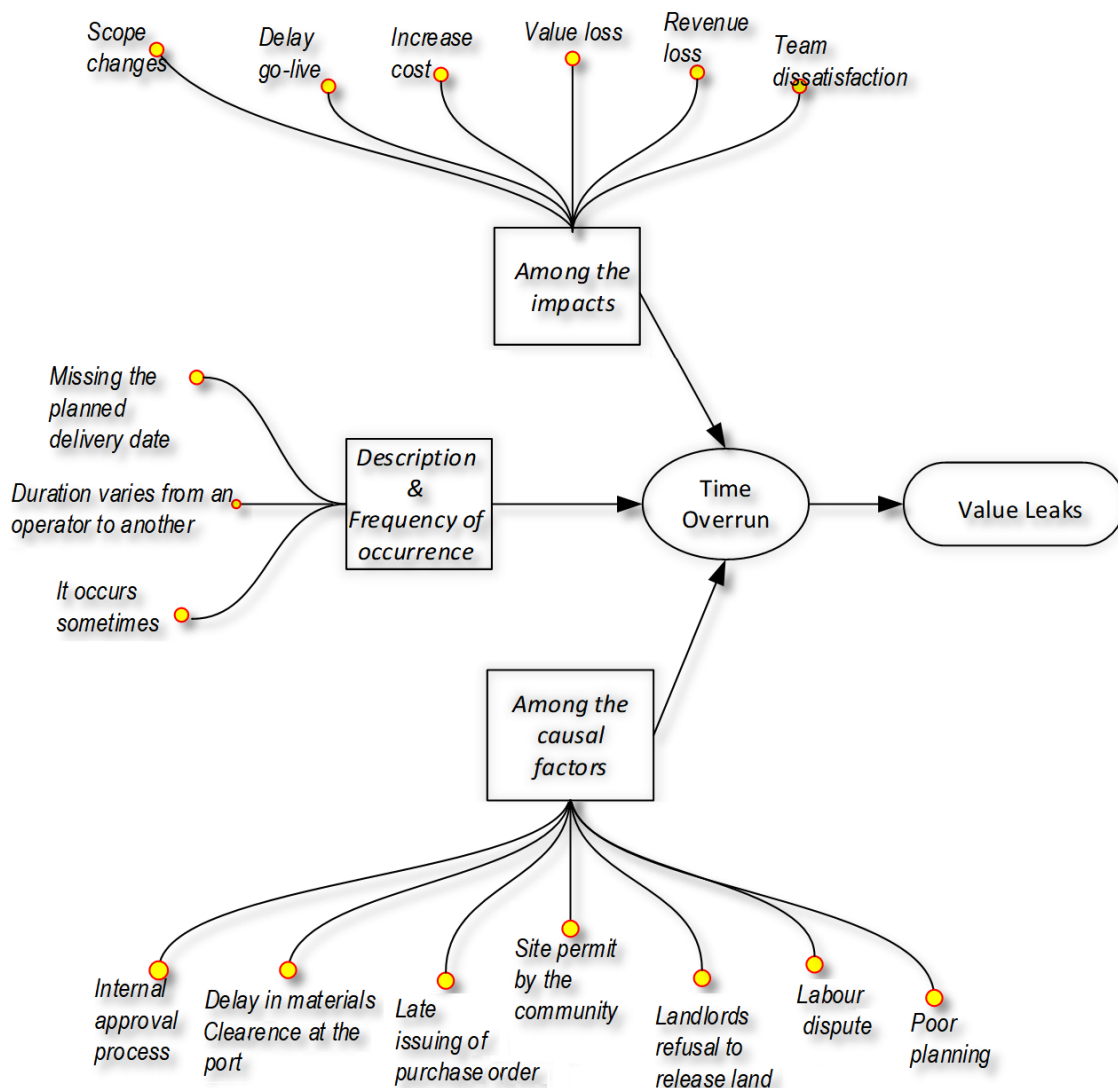 Scope
changes
Delay
go-live
Increase
cost
Value loss
Revenue
loss
Team
dissatisfaction
Among the
impacts
Missing the
planned
delivery date
Duration varies from an
operator to another
It occurs
sometimes
Description
&
Frequency of
occurrence
Time
Overrun
Value Leaks
Among the
causal
factors
Internal
approval
process
Delay in materials
Clearence at the
port
Late
issuing of
purchase order
Site permit
by the
community
Landlords
refusal to
release land
Labour
dispute
Poor
planning